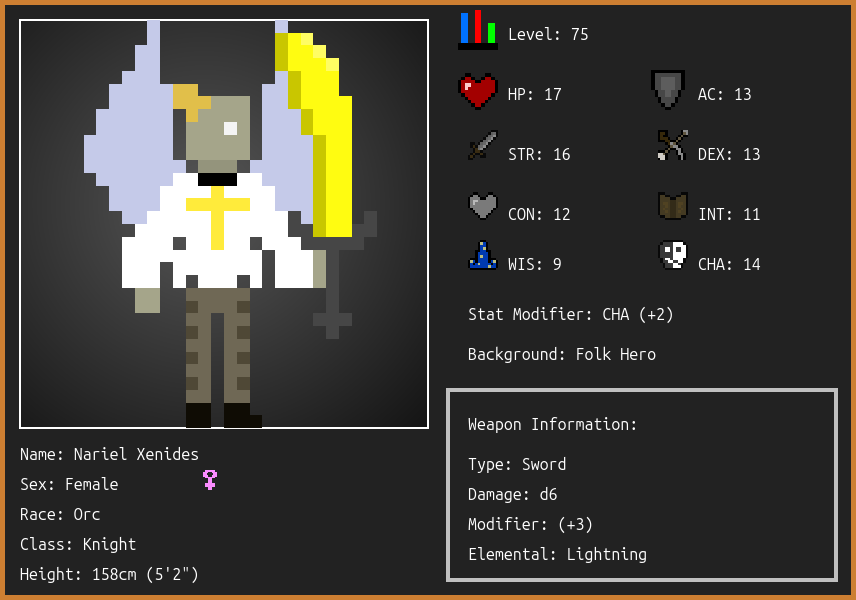 Level: 75
HP: 17
AC: 13
STR: 16
DEX: 13
CON: 12
INT: 11
WIS: 9
CHA: 14
Stat Modifier: CHA (+2)
Background: Folk Hero
Weapon Information:
Type: Sword
Damage: d6
Modifier: (+3)
Elemental: Lightning
Name: Nariel Xenides
Sex: Female
Race: Orc
Class: Knight
Height: 158cm (5'2")